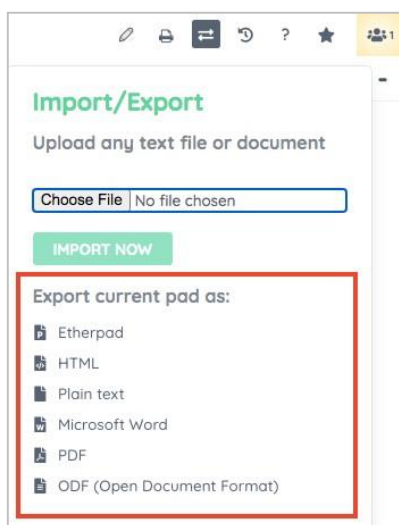 ? 1
Import/Export
Upload any text file or document
Choose File No file chosen
IMPORT NOW
Export current pad as:
Etherpad
HTML
Plain text
Microsoft Word
PDF
ODF (Open Document Format)